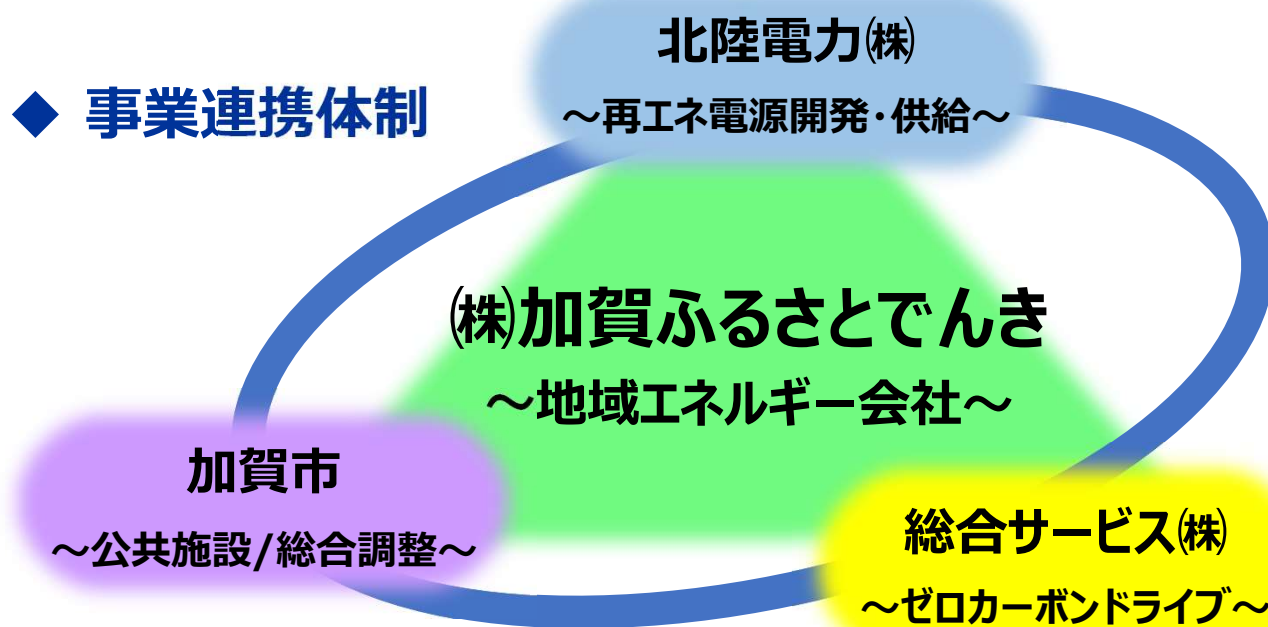 北陸電力㈱
～再エネ電源開発・供給～
◆ 事業連携体制
㈱加賀ふるさとでんき
～地域エネルギー会社～
加賀市
～公共施設/総合調整～
総合サービス㈱
～ゼロカーボンドライブ～